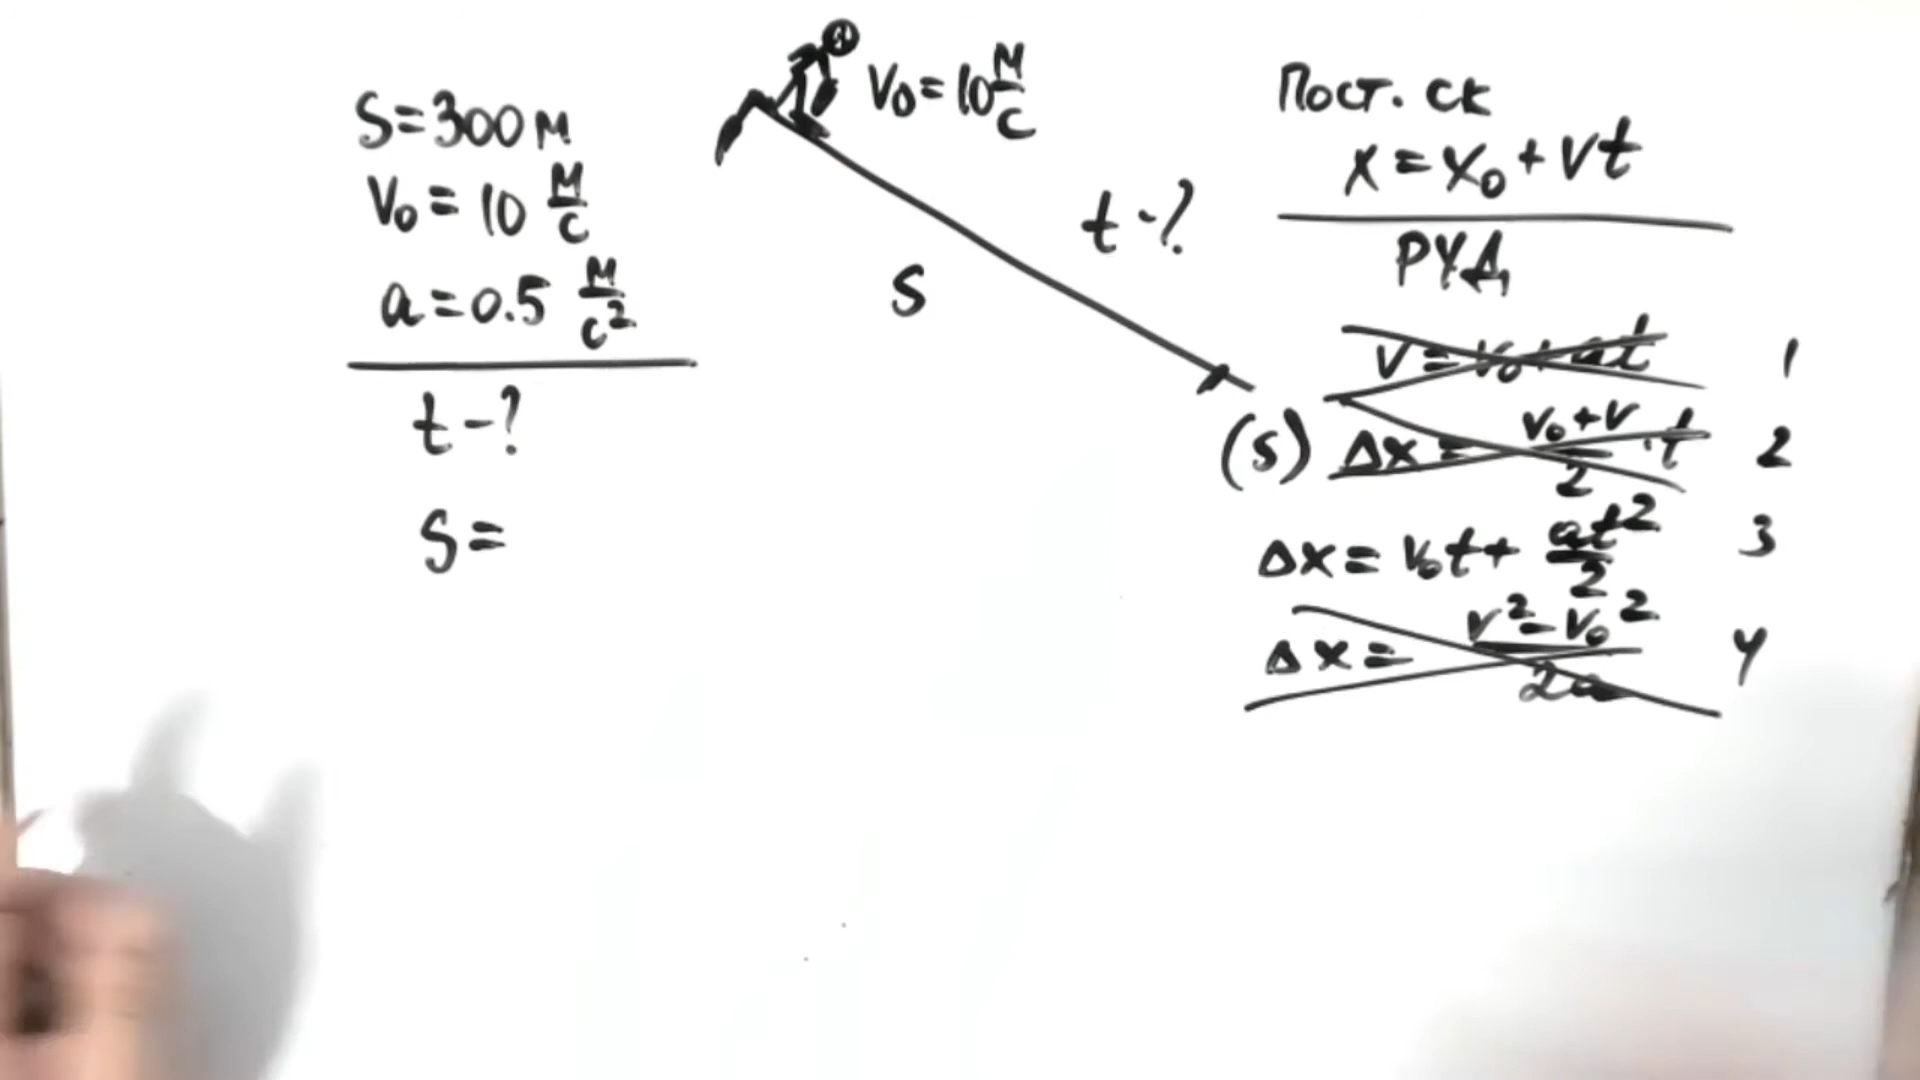 S=300 м
V₀ = 10 м/с
a=0.5 м/с²
t-?
S=
V₀=10 м/с
t-?
S
Пост. ск
x = x₀ + vt
РУД
v = v₀ + at 1
(s) Δx = (v₀+v)/2 · t 2
Δx = v₀t + at²/2 3
Δx = (v² - v₀²)/2a 4